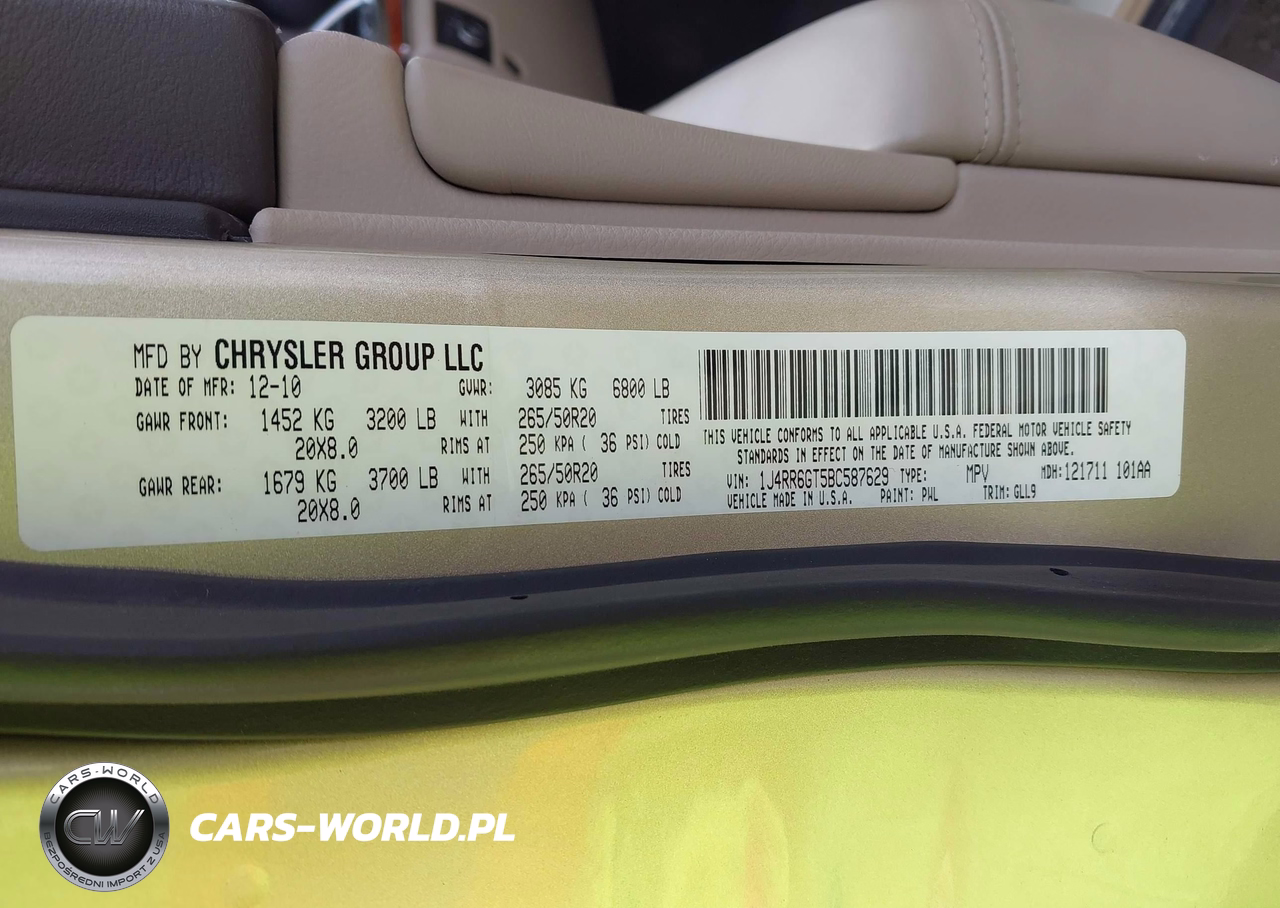 MFD BY CHRYSLER GROUP LLC
DATE OF MFR: 12-10 GVWR: 3085 KG 6800 LB
GAWR FRONT: 1452 KG 3200 LB WITH 265/50R20 TIRES
20X8.0 RIMS AT 250 KPA ( 36 PSI) COLD
GAWR REAR: 1679 KG 3700 LB WITH 265/50R20 TIRES
20X8.0 RIMS AT 250 KPA ( 36 PSI) COLD
THIS VEHICLE CONFORMS TO ALL APPLICABLE U.S.A. FEDERAL MOTOR VEHICLE SAFETY
STANDARDS IN EFFECT ON THE DATE OF MANUFACTURE SHOWN ABOVE.
VIN: 1J4RR6GT5BC587629 TYPE: MPV MDH:121711 101AA
VEHICLE MADE IN U.S.A. PAINT: PWL TRIM: GLL9
CARS-WORLD
CW
BEZPOŚREDNI IMPORT Z USA
CARS-WORLD.PL